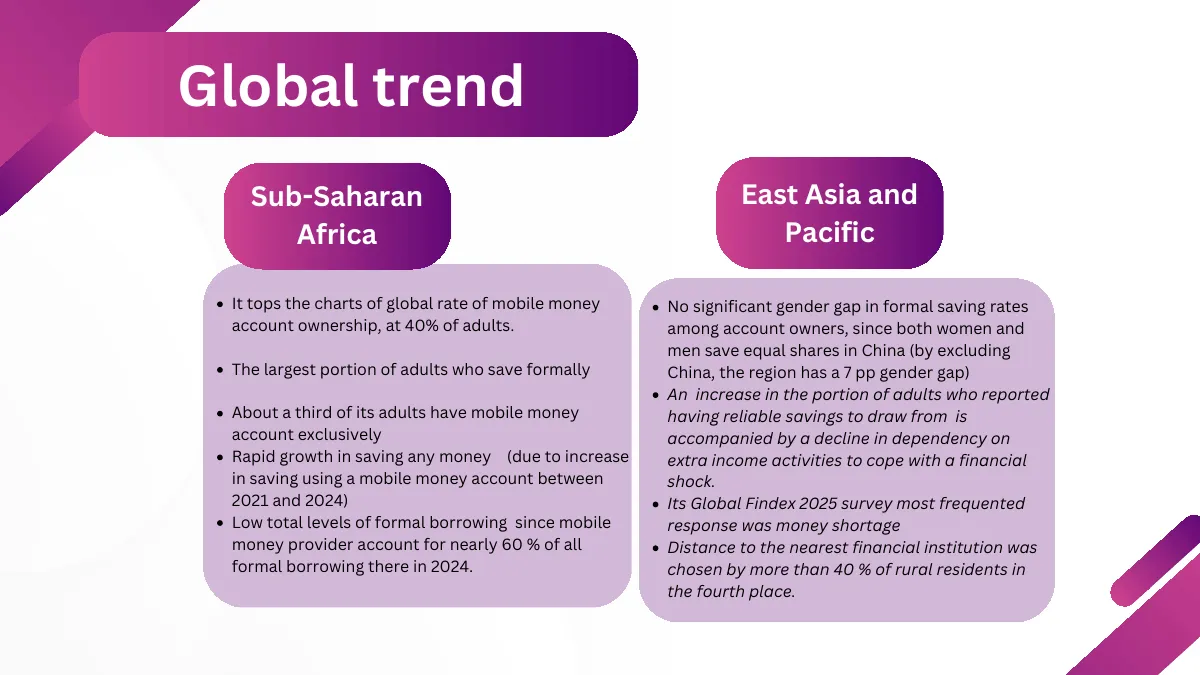 Global trend
Sub-Saharan
Africa
• It tops the charts of global rate of mobile money
account ownership, at 40% of adults.
• The largest portion of adults who save formally
• About a third of its adults have mobile money
account exclusively
• Rapid growth in saving any money (due to increase
in saving using a mobile money account between
2021 and 2024)
• Low total levels of formal borrowing since mobile
money provider account for nearly 60 % of all
formal borrowing there in 2024.
East Asia and
Pacific
• No significant gender gap in formal saving rates
among account owners, since both women and
men save equal shares in China (by excluding
China, the region has a 7 pp gender gap)
• An increase in the portion of adults who reported
having reliable savings to draw from is
accompanied by a decline in dependency on
extra income activities to cope with a financial
shock.
• Its Global Findex 2025 survey most frequented
response was money shortage
• Distance to the nearest financial institution was
chosen by more than 40 % of rural residents in
the fourth place.